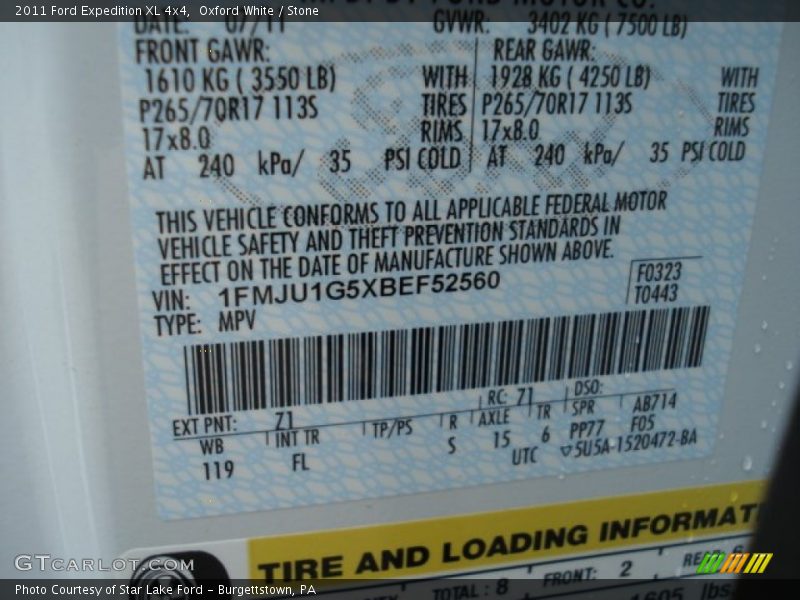 2011 Ford Expedition XL 4x4, Oxford White / Stone
DATE: 07/11 GVWR: 3402 KG ( 7500 LB)
FRONT GAWR: REAR GAWR:
1610 KG ( 3550 LB) WITH 1928 KG ( 4250 LB) WITH
P265/70R17 113S TIRES P265/70R17 113S TIRES
17x8.0 RIMS 17x8.0 RIMS
AT 240 kPa/ 35 PSI COLD AT 240 kPa/ 35 PSI COLD
THIS VEHICLE CONFORMS TO ALL APPLICABLE FEDERAL MOTOR
VEHICLE SAFETY AND THEFT PREVENTION STANDARDS IN
EFFECT ON THE DATE OF MANUFACTURE SHOWN ABOVE.
VIN: 1FMJU1G5XBEF52560 F0323
TYPE: MPV T0443
EXT PNT: Z1 RC: 71 DSO:
WB INT TR TP/PS R AXLE TR SPR AB714
119 FL S 15 6 PP77 F05
UTC ▽5U5A-1520472-BA
TIRE AND LOADING INFORMATI
TOTAL : 8 FRONT: 2
GTCARLOT.COM
Photo Courtesy of Star Lake Ford – Burgettstown, PA